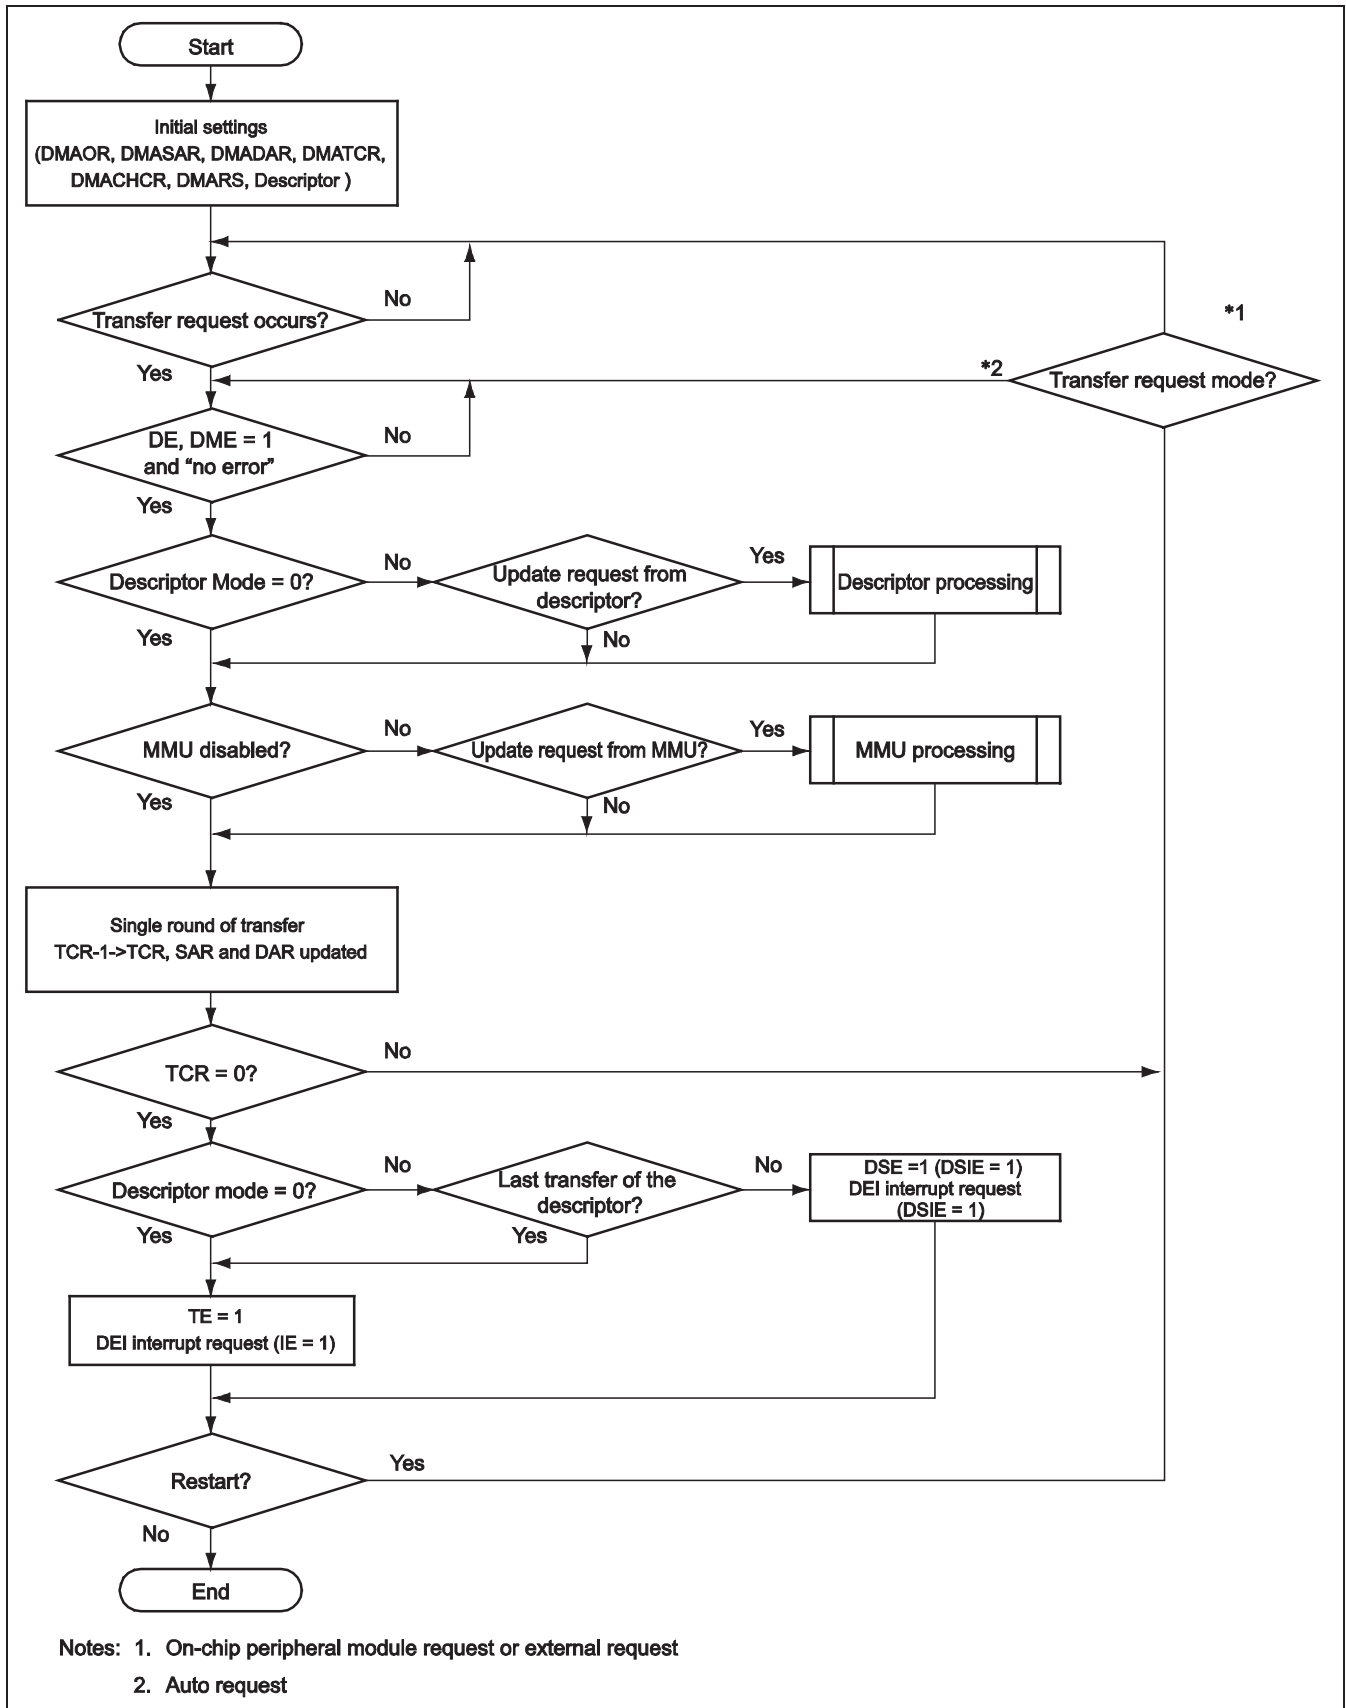 Start
Initial settings
(DMAOR, DMASAR, DMADAR, DMATCR,
DMACHCR, DMARS, Descriptor )
Transfer request occurs?
No
Yes
*1
*2
Transfer request mode?
DE, DME = 1
and “no error”
No
Yes
Descriptor Mode = 0?
No
Update request from
descriptor?
Yes
Descriptor processing
Yes
No
MMU disabled?
No
Update request from MMU?
Yes
MMU processing
Yes
No
Single round of transfer
TCR-1->TCR, SAR and DAR updated
TCR = 0?
No
Yes
Descriptor mode = 0?
No
Last transfer of the
descriptor?
No
DSE =1 (DSIE = 1)
DEI interrupt request
(DSIE = 1)
Yes
Yes
TE = 1
DEI interrupt request (IE = 1)
Restart?
Yes
No
End
Notes: 1. On-chip peripheral module request or external request
2. Auto request